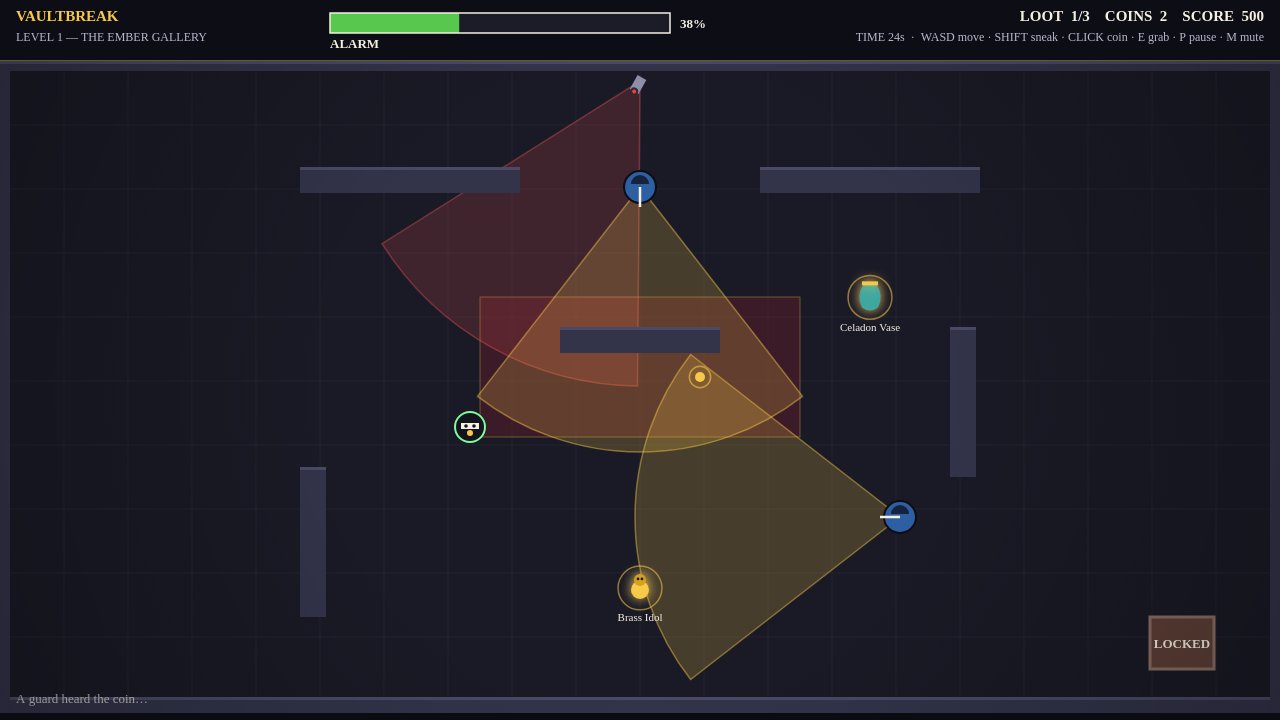 VAULTBREAK
LEVEL 1 — THE EMBER GALLERY
38%
ALARM
LOOT 1/3 COINS 2 SCORE 500
TIME 24s · WASD move · SHIFT sneak · CLICK coin · E grab · P pause · M mute
Celadon Vase
Brass Idol
LOCKED
A guard heard the coin…